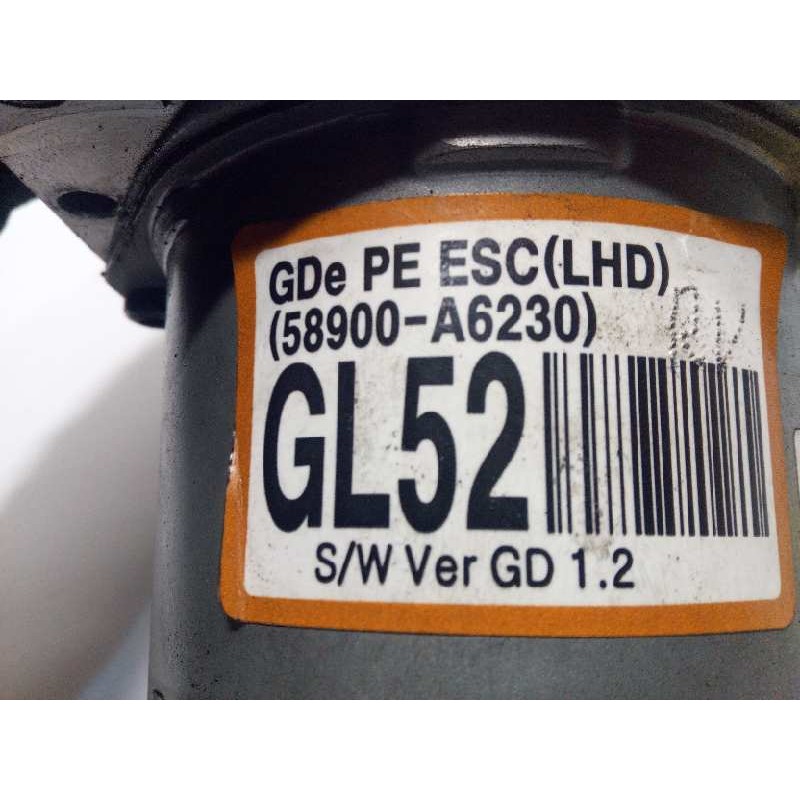 GDe PE ESC(LHD)
(58900-A6230)
GL52
S/W Ver GD 1.2